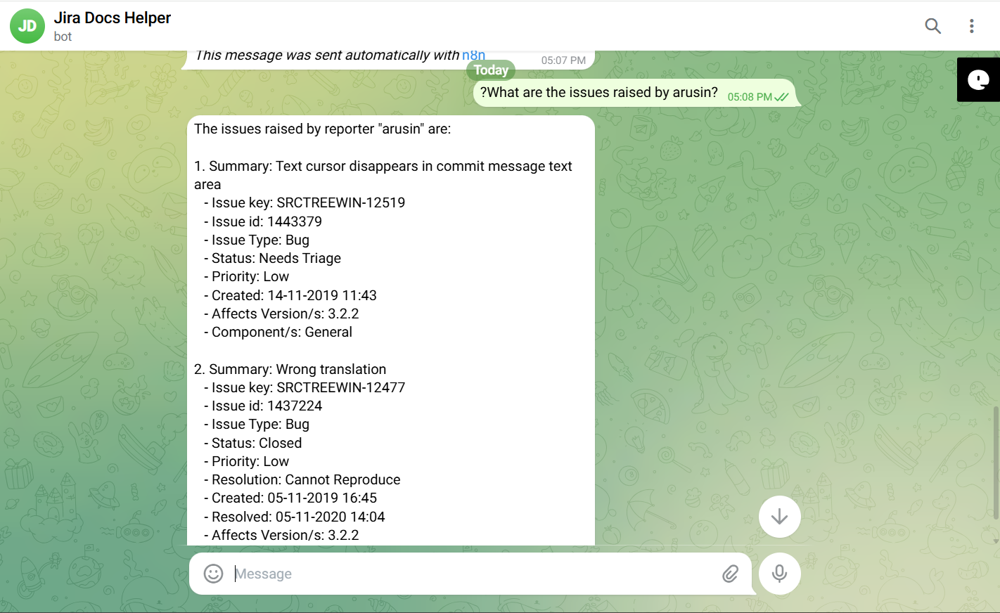 JD
Jira Docs Helper
bot
This message was sent automatically with n8n
05:07 PM
Today
?What are the issues raised by arusin?
05:08 PM
The issues raised by reporter "arusin" are:
1. Summary: Text cursor disappears in commit message text
area
- Issue key: SRCTREEWIN-12519
- Issue id: 1443379
- Issue Type: Bug
- Status: Needs Triage
- Priority: Low
- Created: 14-11-2019 11:43
- Affects Version/s: 3.2.2
- Component/s: General
2. Summary: Wrong translation
- Issue key: SRCTREEWIN-12477
- Issue id: 1437224
- Issue Type: Bug
- Status: Closed
- Priority: Low
- Resolution: Cannot Reproduce
- Created: 05-11-2019 16:45
- Resolved: 05-11-2020 14:04
- Affects Version/s: 3.2.2
Message